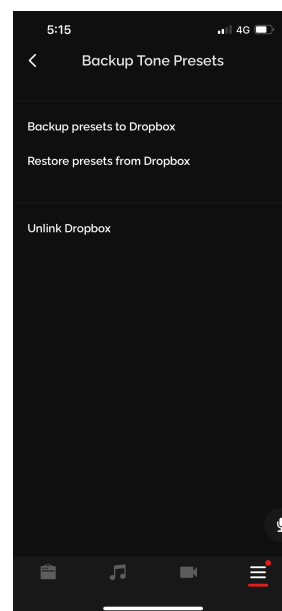 5:15
4G
Backup Tone Presets
Backup presets to Dropbox
Restore presets from Dropbox
Unlink Dropbox